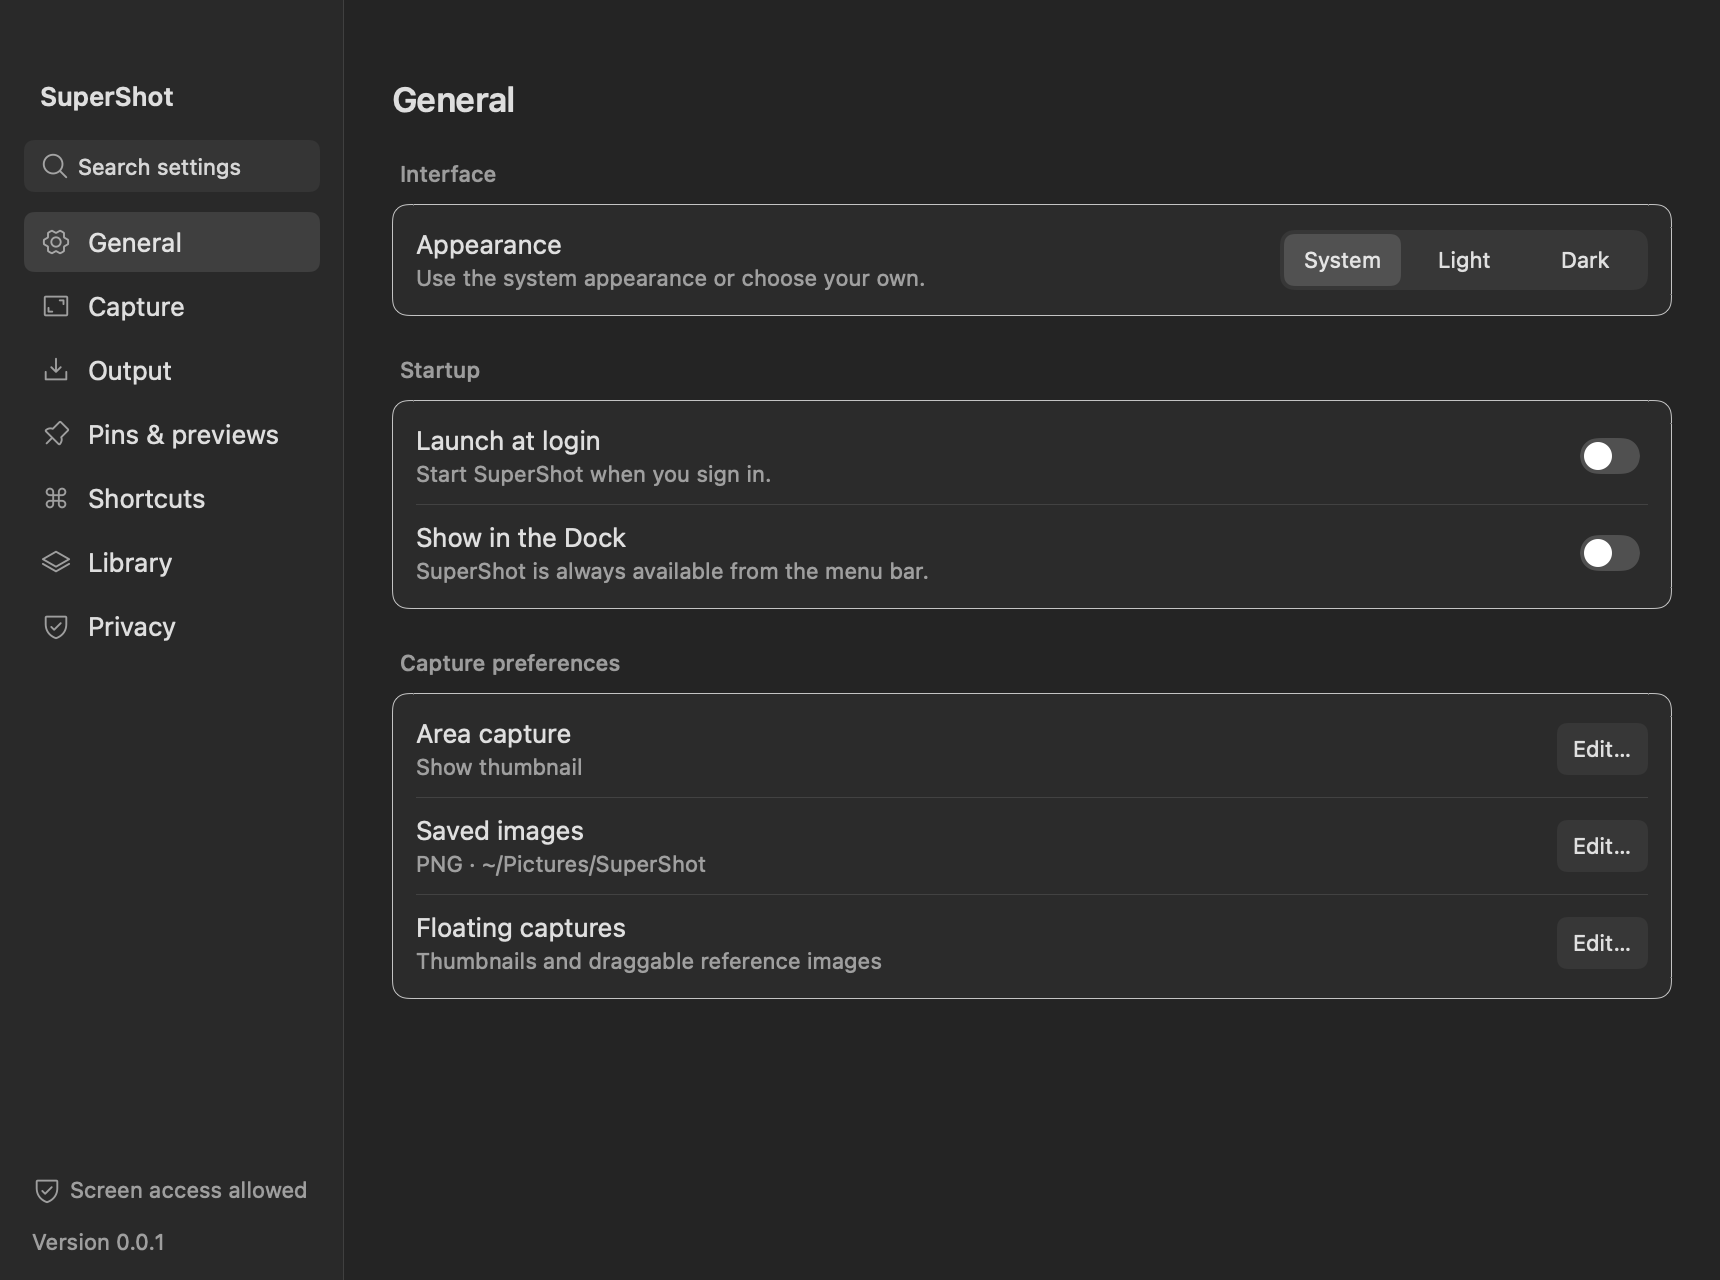 SuperShot
Search settings
General
Capture
Output
Pins & previews
Shortcuts
Library
Privacy
Screen access allowed
Version 0.0.1
General
Interface
Appearance
Use the system appearance or choose your own.
System Light Dark
Startup
Launch at login
Start SuperShot when you sign in.
Show in the Dock
SuperShot is always available from the menu bar.
Capture preferences
Area capture
Show thumbnail
Edit...
Saved images
PNG · ~/Pictures/SuperShot
Edit...
Floating captures
Thumbnails and draggable reference images
Edit...